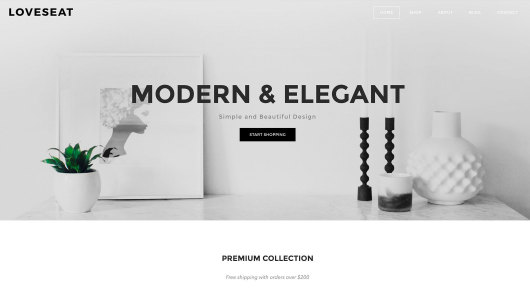 LOVESEAT
HOME SHOP ABOUT BLOG CONTACT
MODERN & ELEGANT
Simple and Beautiful Design
START SHOPPING
PREMIUM COLLECTION
Free shipping with orders over $200